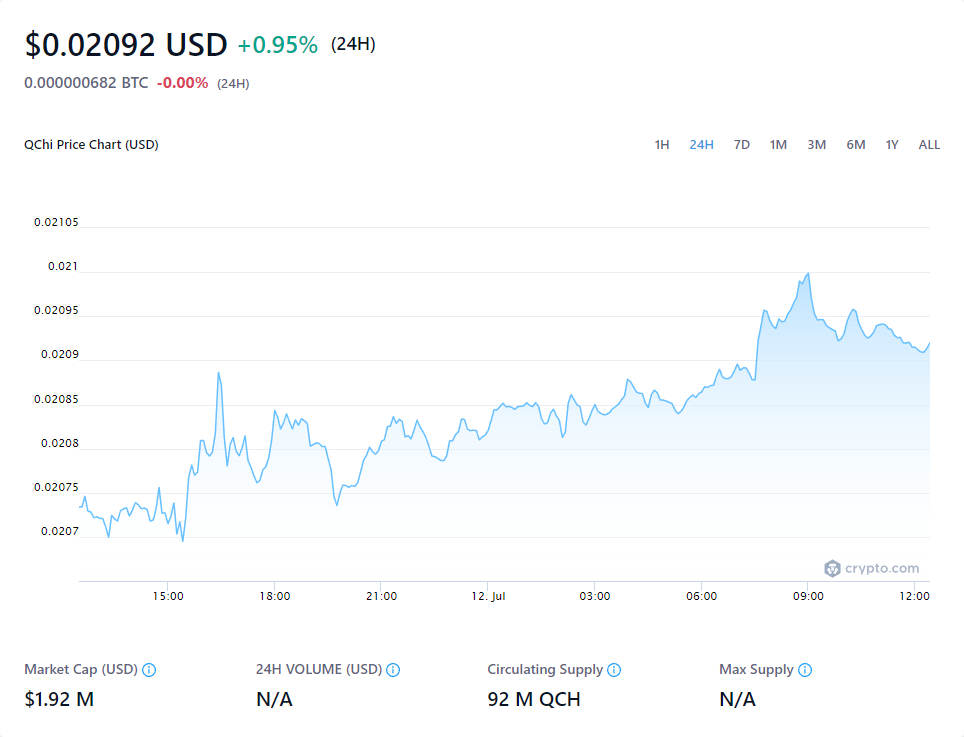 $0.02092 USD +0.95% (24H)
0.000000682 BTC -0.00% (24H)
QChi Price Chart (USD)
1H 24H 7D 1M 3M 6M 1Y ALL
0.02105
0.021
0.02095
0.0209
0.02085
0.0208
0.02075
0.0207
crypto.com
15:00 18:00 21:00 12. Jul 03:00 06:00 09:00 12:00
Market Cap (USD) 24H VOLUME (USD) Circulating Supply Max Supply
$1.92 M N/A 92 M QCH N/A